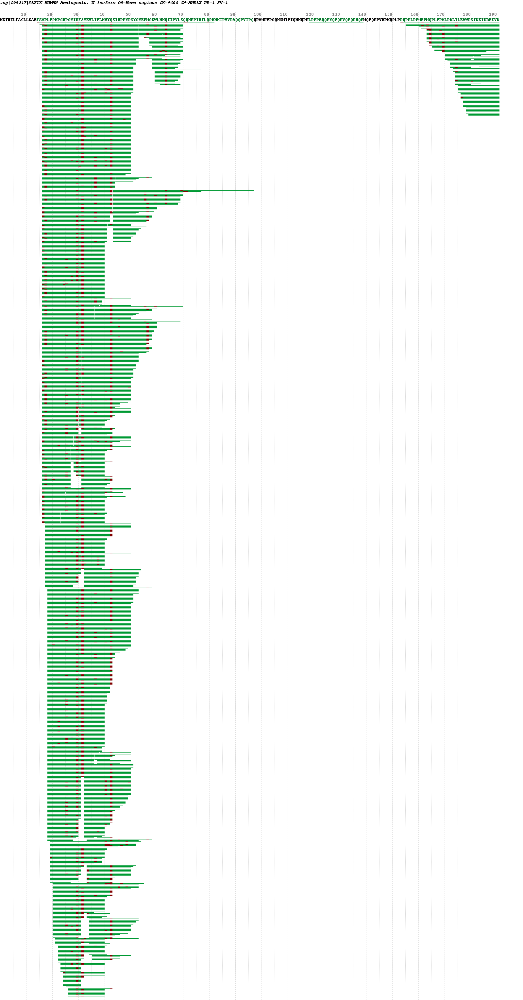 >sp|Q99217|AMELX_HUMAN Amelogenin, X isoform OS=Homo sapiens OX=9606 GN=AMELX PE=1 SV=1
10 20 30 40 50 60 70 80 90 100 110 120 130 140 150 160 170 180 190
MGTWILFACLLGAAFAMPLPPHPGHPGYINFSYEVLTPLKWYQSIRPPYPSYGYEPMGGWLHHQIIPVLSQQHPPTHTLQPHHHIPVVPAQQPVIPQQPMMPVPGQHSMTPIQHHQPNLPPPAQQPYQPQPVQPQPHQPMQPQPPVHPMQPLPPQPPLPPMFPMQPLPPMLPDLTLEAWPSTDKTKREEVD